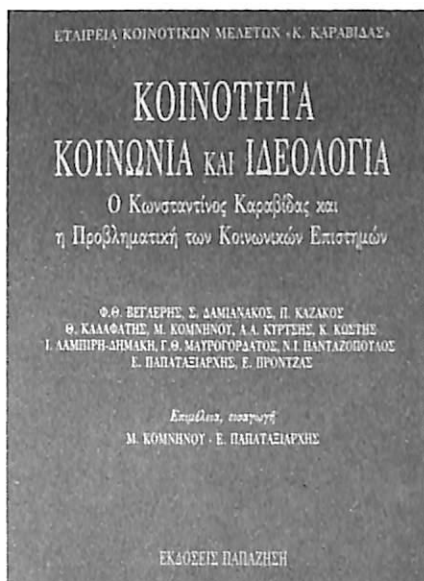 ΕΤΑΙΡΕΙΑ ΚΟΙΝΟΤΙΚΩΝ ΜΕΛΕΤΩΝ «Κ. ΚΑΡΑΒΙΔΑΣ»
ΚΟΙΝΟΤΗΤΑ
ΚΟΙΝΩΝΙΑ ΚΑΙ ΙΔΕΟΛΟΓΙΑ
Ο Κωνσταντίνος Καραβίδας και
η Προβληματική των Κοινωνικών Επιστημών
Φ.Θ. ΒΕΓΛΕΡΗΣ, Σ. ΔΑΜΙΑΝΑΚΟΣ, Π. ΚΑΖΑΚΟΣ
Θ. ΚΑΛΑΦΑΤΗΣ, Μ. ΚΟΜΝΗΝΟΥ, Α.Α. ΚΥΡΤΣΗΣ, Κ. ΚΩΣΤΗΣ
Ι. ΛΑΜΠΙΡΗ-ΔΗΜΑΚΗ, Γ.Θ. ΜΑΥΡΟΓΟΡΔΑΤΟΣ, Ν.Ι. ΠΑΝΤΑΖΟΠΟΥΛΟΣ
Ε. ΠΑΠΑΤΑΞΙΑΡΧΗΣ, Ε. ΠΡΟΝΤΖΑΣ
Επιμέλεια, εισαγωγή
Μ. ΚΟΜΝΗΝΟΥ - Ε. ΠΑΠΑΤΑΞΙΑΡΧΗΣ
ΕΚΔΟΣΕΙΣ ΠΑΠΑΖΗΣΗ